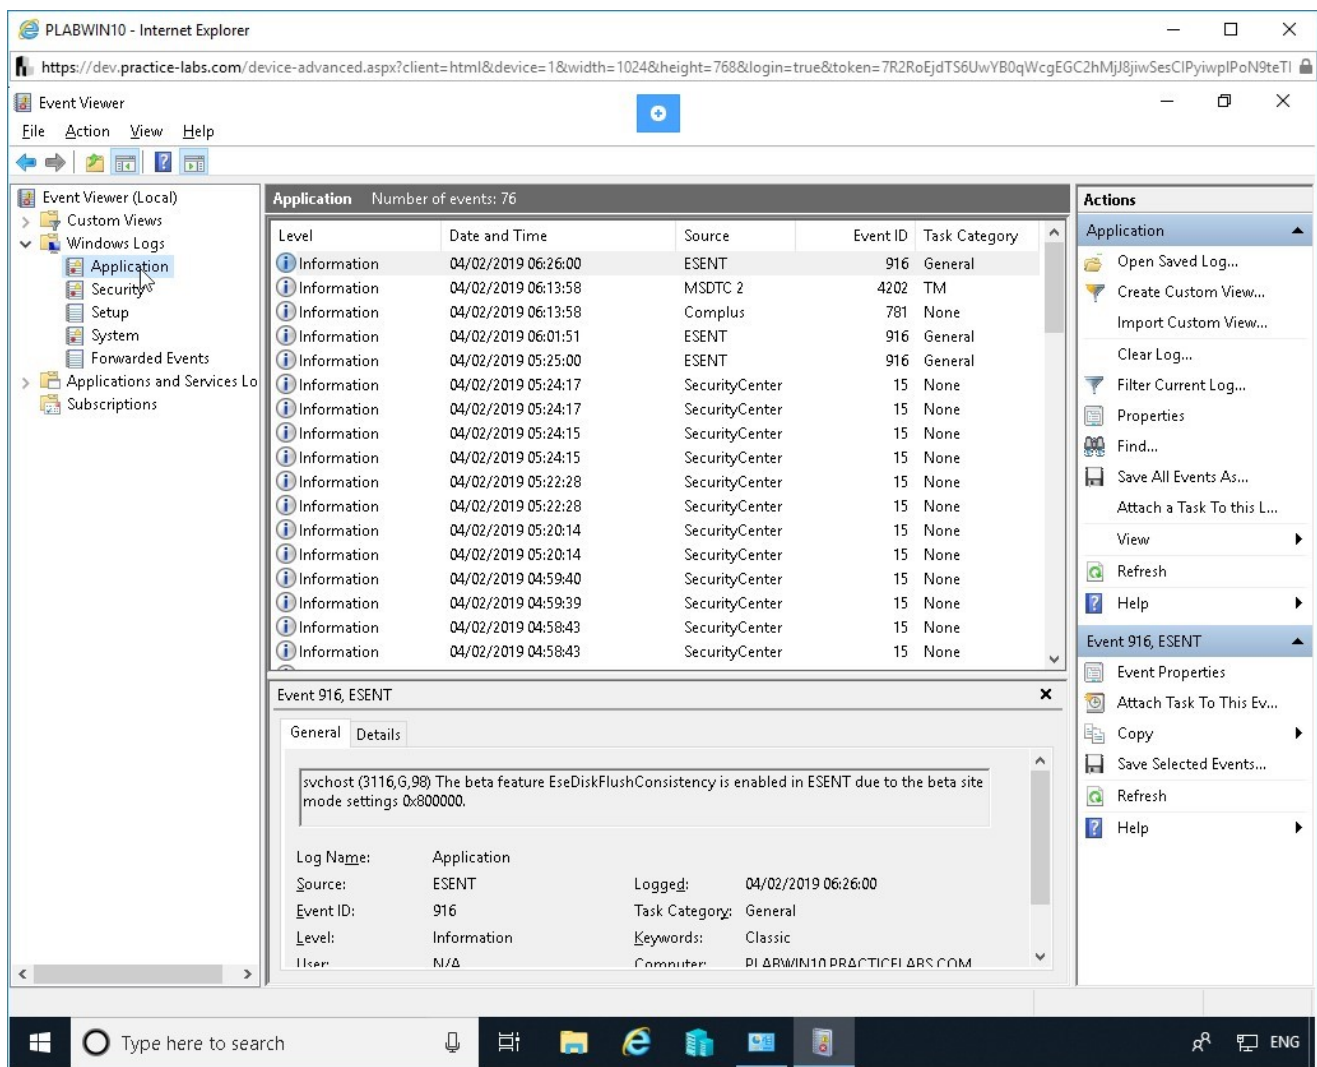 PLABWIN10 - Internet Explorer
https://dev.practice-labs.com/device-advanced.aspx?client=html&device=1&width=1024&height=768&login=true&token=7R2RoEjdTS6UwYB0qWcgEGC2hMjJ8jiwSesClPyiwplPoN9teTl
Event Viewer
File Action View Help
Event Viewer (Local)
Custom Views
Windows Logs
Application
Security
Setup
System
Forwarded Events
Applications and Services Lo
Subscriptions
Application Number of events: 76
Level Date and Time Source Event ID Task Category
Information 04/02/2019 06:26:00 ESENT 916 General
Information 04/02/2019 06:13:58 MSDTC 2 4202 TM
Information 04/02/2019 06:13:58 Complus 781 None
Information 04/02/2019 06:01:51 ESENT 916 General
Information 04/02/2019 05:25:00 ESENT 916 General
Information 04/02/2019 05:24:17 SecurityCenter 15 None
Information 04/02/2019 05:24:17 SecurityCenter 15 None
Information 04/02/2019 05:24:15 SecurityCenter 15 None
Information 04/02/2019 05:24:15 SecurityCenter 15 None
Information 04/02/2019 05:22:28 SecurityCenter 15 None
Information 04/02/2019 05:22:28 SecurityCenter 15 None
Information 04/02/2019 05:20:14 SecurityCenter 15 None
Information 04/02/2019 05:20:14 SecurityCenter 15 None
Information 04/02/2019 04:59:40 SecurityCenter 15 None
Information 04/02/2019 04:59:39 SecurityCenter 15 None
Information 04/02/2019 04:58:43 SecurityCenter 15 None
Information 04/02/2019 04:58:43 SecurityCenter 15 None
Event 916, ESENT
General Details
svchost (3116,G,98) The beta feature EseDiskFlushConsistency is enabled in ESENT due to the beta site
mode settings 0x800000.
Log Name: Application
Source: ESENT Logged: 04/02/2019 06:26:00
Event ID: 916 Task Category: General
Level: Information Keywords: Classic
User: N/A Computer: PLABWIN10.PRACTICELABS.COM
Actions
Application
Open Saved Log...
Create Custom View...
Import Custom View...
Clear Log...
Filter Current Log...
Properties
Find...
Save All Events As...
Attach a Task To this L...
View
Refresh
Help
Event 916, ESENT
Event Properties
Attach Task To This Ev...
Copy
Save Selected Events...
Refresh
Help
Type here to search
ENG